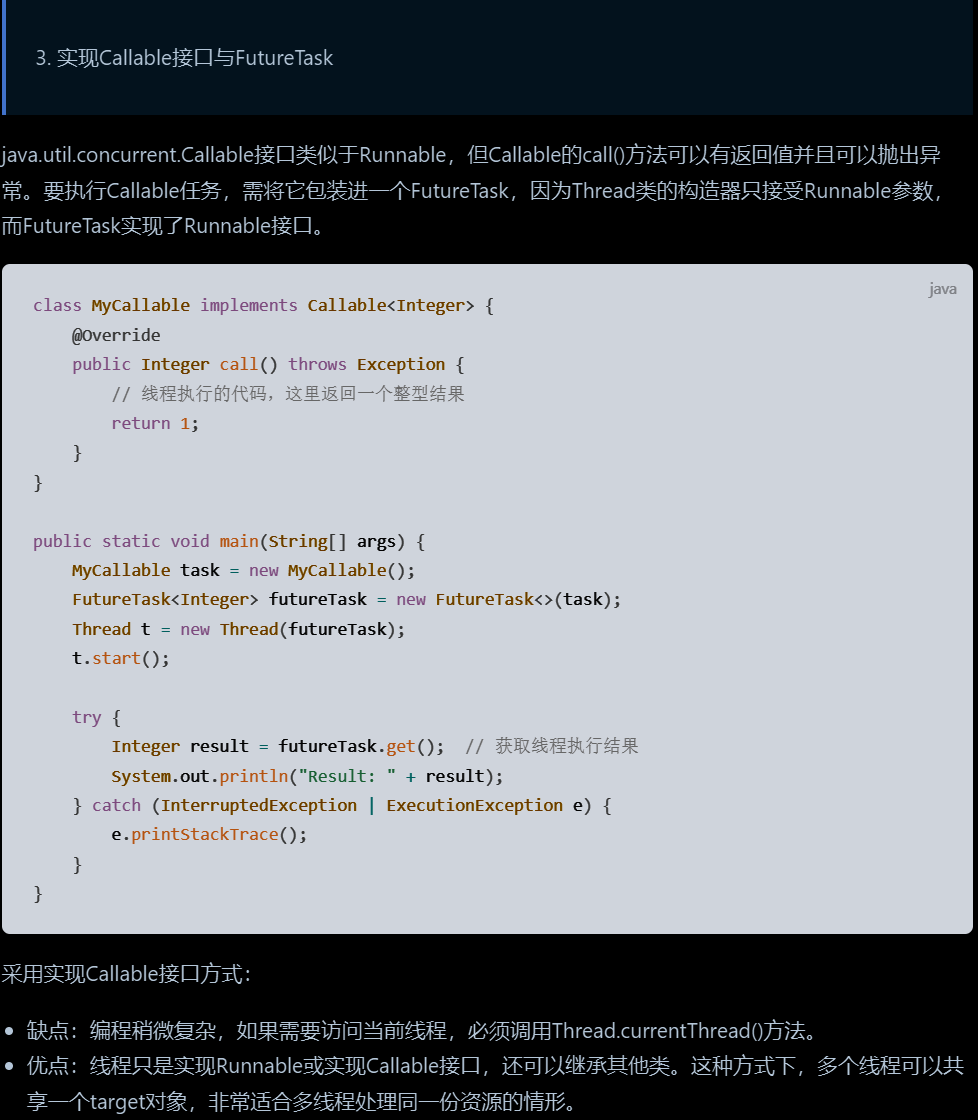 3. 实现Callable接口与FutureTask
java.util.concurrent.Callable接口类似于Runnable，但Callable的call()方法可以有返回值并且可以抛出异
常。要执行Callable任务，需将它包装进一个FutureTask，因为Thread类的构造器只接受Runnable参数，
而FutureTask实现了Runnable接口。
java
class MyCallable implements Callable<Integer> {
    @Override
    public Integer call() throws Exception {
        // 线程执行的代码，这里返回一个整型结果
        return 1;
    }
}

public static void main(String[] args) {
    MyCallable task = new MyCallable();
    FutureTask<Integer> futureTask = new FutureTask<>(task);
    Thread t = new Thread(futureTask);
    t.start();

    try {
        Integer result = futureTask.get();  // 获取线程执行结果
        System.out.println("Result: " + result);
    } catch (InterruptedException | ExecutionException e) {
        e.printStackTrace();
    }
}
采用实现Callable接口方式：
• 缺点：编程稍微复杂，如果需要访问当前线程，必须调用Thread.currentThread()方法。
• 优点：线程只是实现Runnable或实现Callable接口，还可以继承其他类。这种方式下，多个线程可以共
享一个target对象，非常适合多线程处理同一份资源的情形。